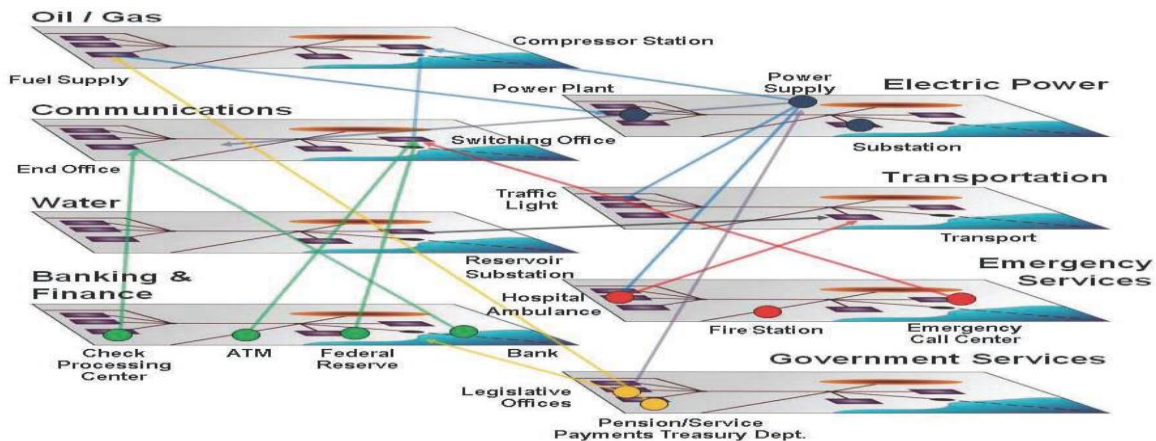 Oil / Gas
Compressor Station
Fuel Supply
Communications
Switching Office
End Office
Water
Reservoir
Substation
Banking &
Finance
Check
Processing
Center
ATM
Federal
Reserve
Bank
Power Plant
Power
Supply
Electric Power
Substation
Transportation
Traffic
Light
Transport
Emergency
Services
Hospital
Ambulance
Fire Station
Emergency
Call Center
Government Services
Legislative
Offices
Pension/Service
Payments Treasury Dept.